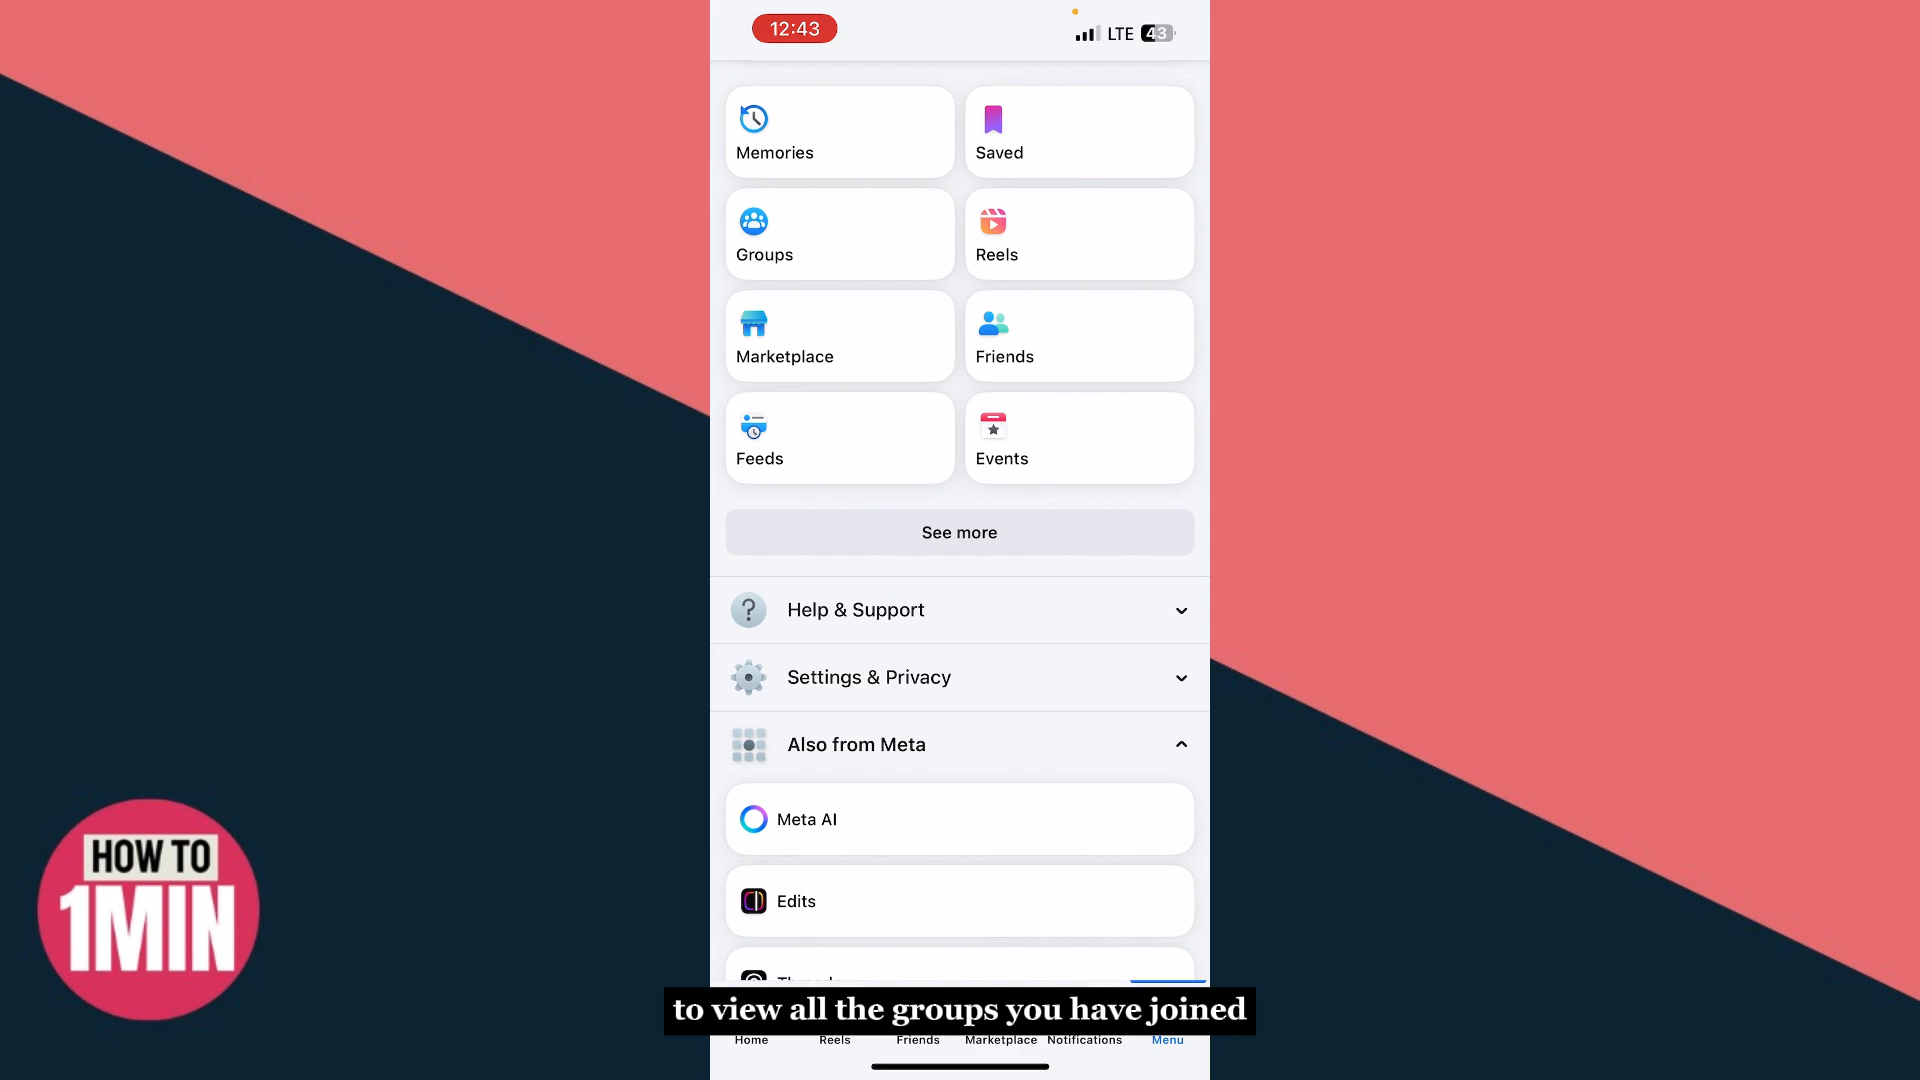 12:43
LTE 43
Memories
Saved
Groups
Reels
Marketplace
Friends
Feeds
Events
See more
Help & Support
Settings & Privacy
Also from Meta
Meta AI
Edits
to view all the groups you have joined
Home Reels Friends Marketplace Notifications Menu
HOW TO
1MIN